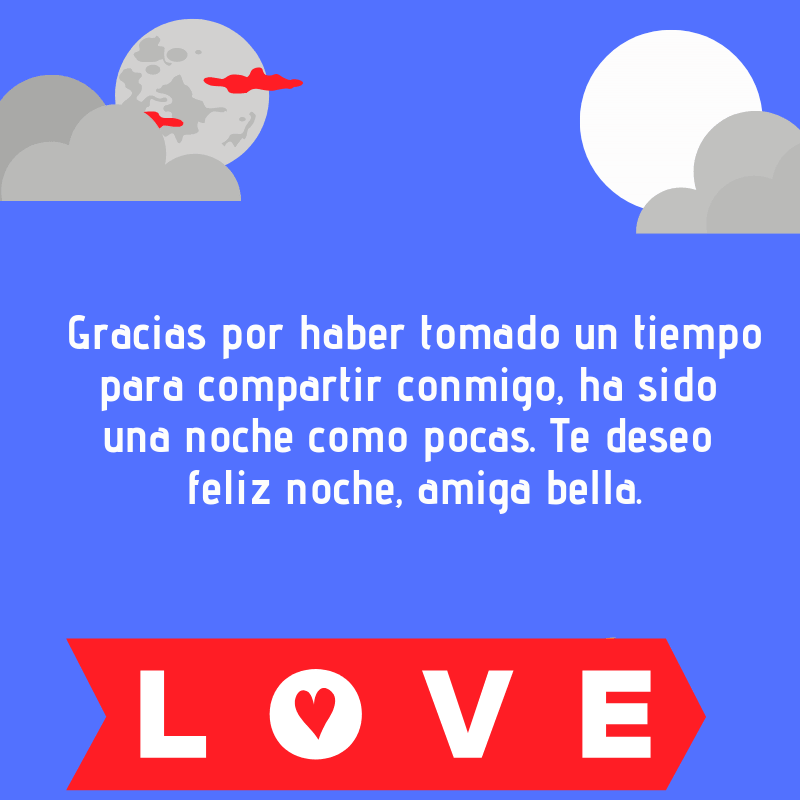 Gracias por haber tomado un tiempo
para compartir conmigo, ha sido
una noche como pocas. Te deseo
feliz noche, amiga bella.
LOVE